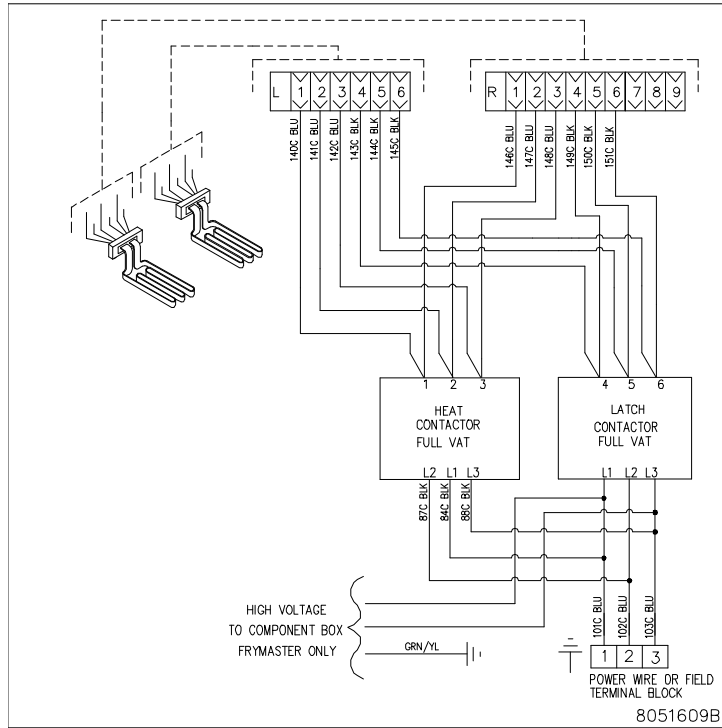 L 1 2 3 4 5 6
R 1 2 3 4 5 6 7 8 9
140C BLU
141C BLU
142C BLU
143C BLK
144C BLK
145C BLK
146C BLU
147C BLU
148C BLU
149C BLK
150C BLK
151C BLK
1 2 3
HEAT
CONTACTOR
FULL VAT
L2 L1 L3
4 5 6
LATCH
CONTACTOR
FULL VAT
L1 L2 L3
87C BLK
84C BLK
88C BLK
HIGH VOLTAGE
TO COMPONENT BOX
FRYMASTER ONLY
GRN/YL
101C BLU
102C BLU
103C BLU
1 2 3
POWER WIRE OR FIELD
TERMINAL BLOCK
8051609B